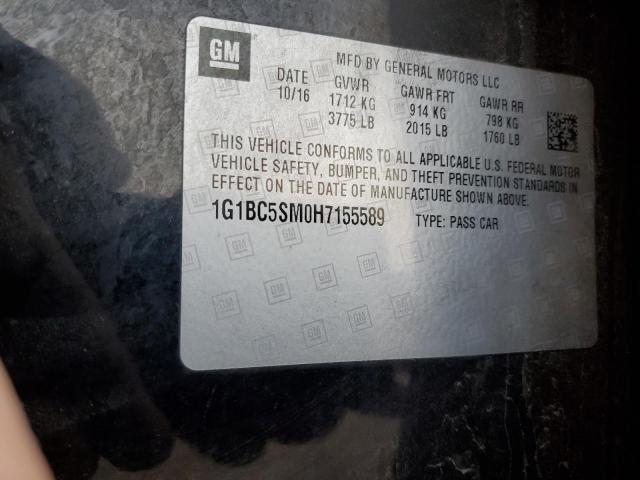 GM
MFD BY GENERAL MOTORS LLC
DATE GVWR GAWR FRT GAWR RR
10/16 1712 KG 914 KG 798 KG
3775 LB 2015 LB 1760 LB
THIS VEHICLE CONFORMS TO ALL APPLICABLE U.S. FEDERAL MOTOR
VEHICLE SAFETY, BUMPER, AND THEFT PREVENTION STANDARDS IN
EFFECT ON THE DATE OF MANUFACTURE SHOWN ABOVE.
1G1BC5SM0H7155589 TYPE: PASS CAR